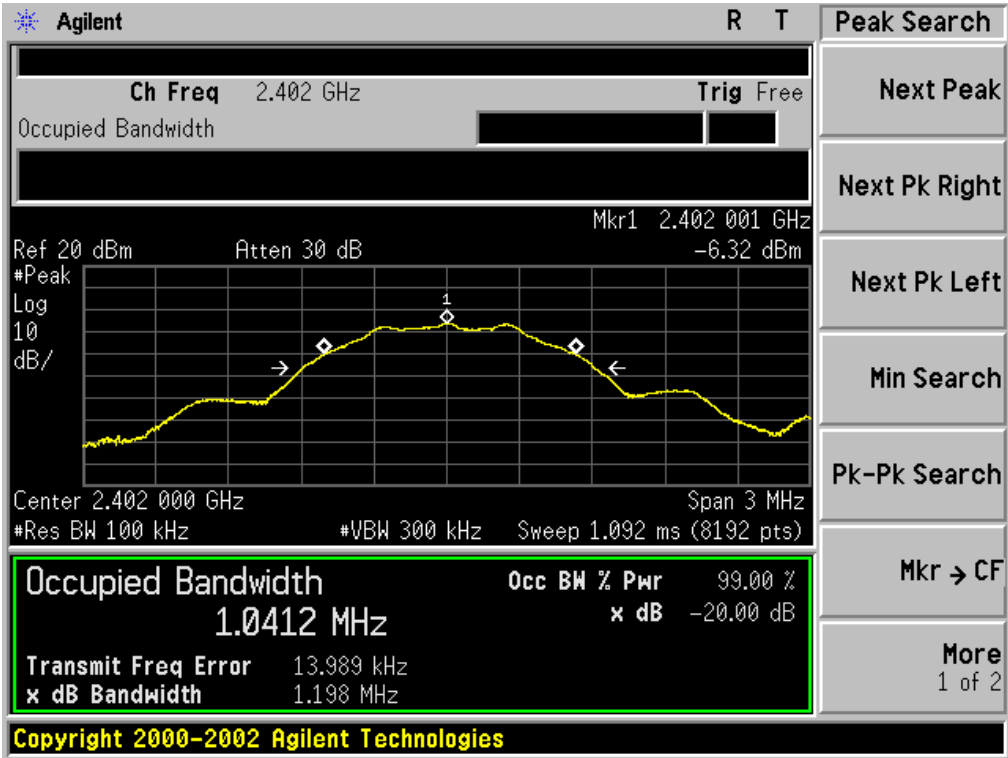 Agilent R T Peak Search
Ch Freq 2.402 GHz Trig Free
Occupied Bandwidth
Mkr1 2.402 001 GHz
Ref 20 dBm Atten 30 dB -6.32 dBm
#Peak
Log
10
dB/
1
Center 2.402 000 GHz Span 3 MHz
#Res BW 100 kHz #VBW 300 kHz Sweep 1.092 ms (8192 pts)
Occupied Bandwidth
1.0412 MHz
Occ BW % Pwr 99.00 %
x dB -20.00 dB
Transmit Freq Error 13.989 kHz
x dB Bandwidth 1.198 MHz
Copyright 2000-2002 Agilent Technologies
Next Peak
Next Pk Right
Next Pk Left
Min Search
Pk-Pk Search
Mkr → CF
More
1 of 2